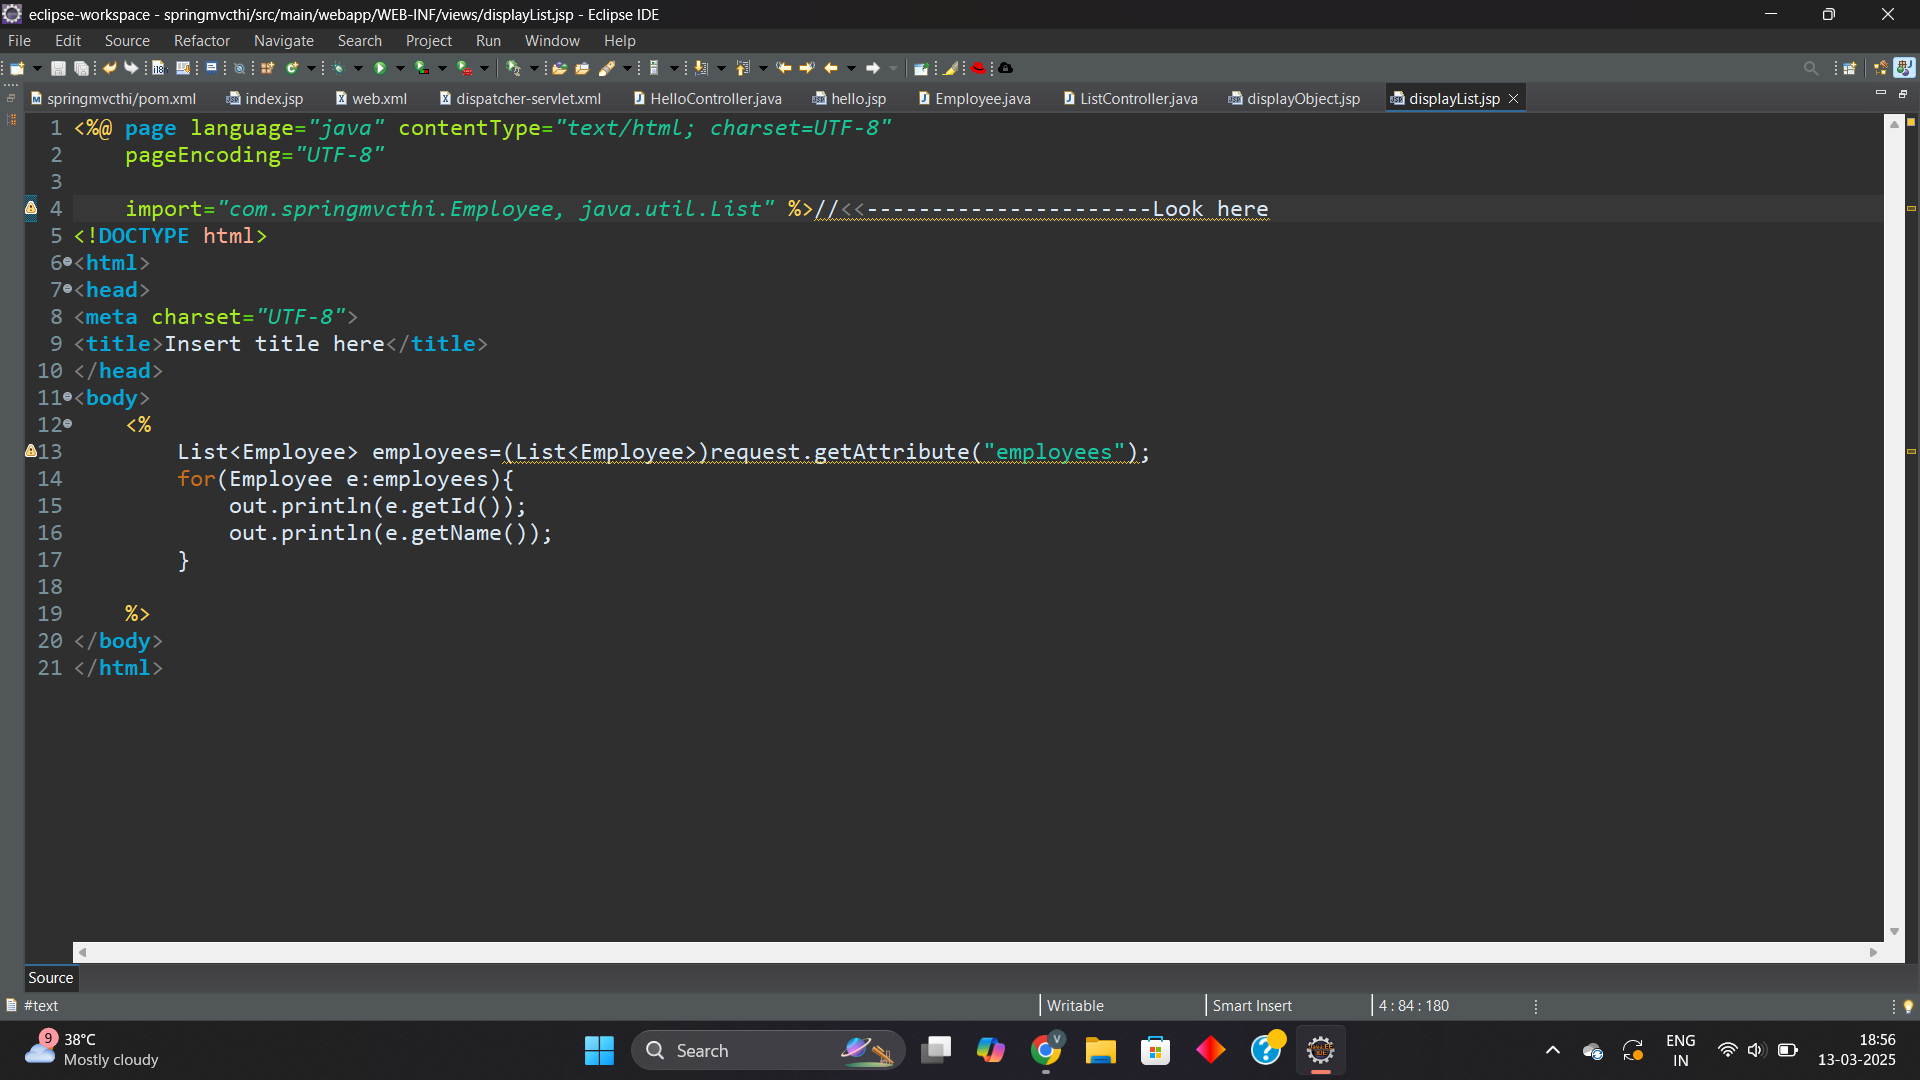 eclipse-workspace - springmvcthi/src/main/webapp/WEB-INF/views/displayList.jsp - Eclipse IDE
File Edit Source Refactor Navigate Search Project Run Window Help
springmvcthi/pom.xml index.jsp web.xml dispatcher-servlet.xml HelloController.java hello.jsp Employee.java ListController.java displayObject.jsp displayList.jsp
1 <%@ page language="java" contentType="text/html; charset=UTF-8"
2 pageEncoding="UTF-8"
3
4 import="com.springmvcthi.Employee, java.util.List" %>//<<----------------------Look here
5 <!DOCTYPE html>
6 <html>
7 <head>
8 <meta charset="UTF-8">
9 <title>Insert title here</title>
10 </head>
11 <body>
12 <%
13 List<Employee> employees=(List<Employee>)request.getAttribute("employees");
14 for(Employee e:employees){
15 out.println(e.getId());
16 out.println(e.getName());
17 }
18
19 %>
20 </body>
21 </html>
Source
#text Writable Smart Insert 4 : 84 : 180
9 38°C
Mostly cloudy
Search
V
ENG
IN
18:56
13-03-2025